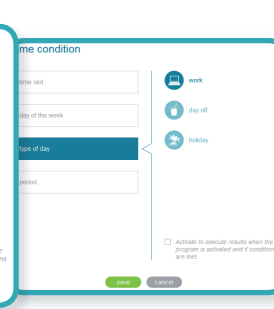 me condition
time slot
day of the week
type of day
period
work
day off
holiday
Activate to execute results when the
program is activated and if condition
are met.
save
cancel